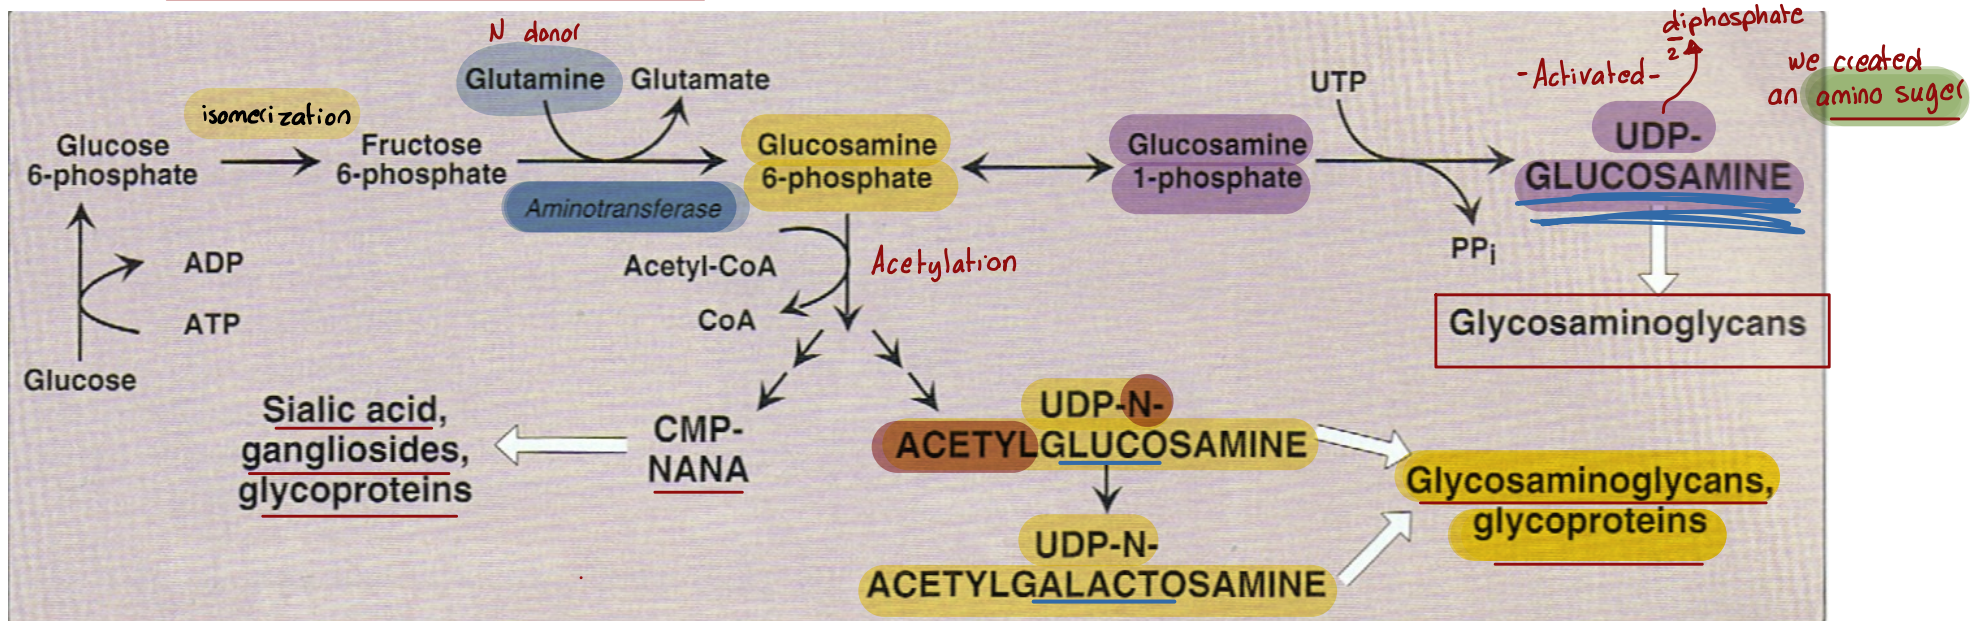 N donor
Glutamine Glutamate
isomerization
Glucose
6-phosphate
Fructose
6-phosphate
Aminotransferase
Glucosamine
6-phosphate
Glucosamine
1-phosphate
UTP
PPi
-Activated-
diphosphate
2
we created
an amino suger
UDP-
GLUCOSAMINE
Glycosaminoglycans
ADP
ATP
Glucose
Acetyl-CoA
CoA
Acetylation
Sialic acid,
gangliosides,
glycoproteins
CMP-
NANA
UDP-N-
ACETYLGLUCOSAMINE
UDP-N-
ACETYLGALACTOSAMINE
Glycosaminoglycans,
glycoproteins